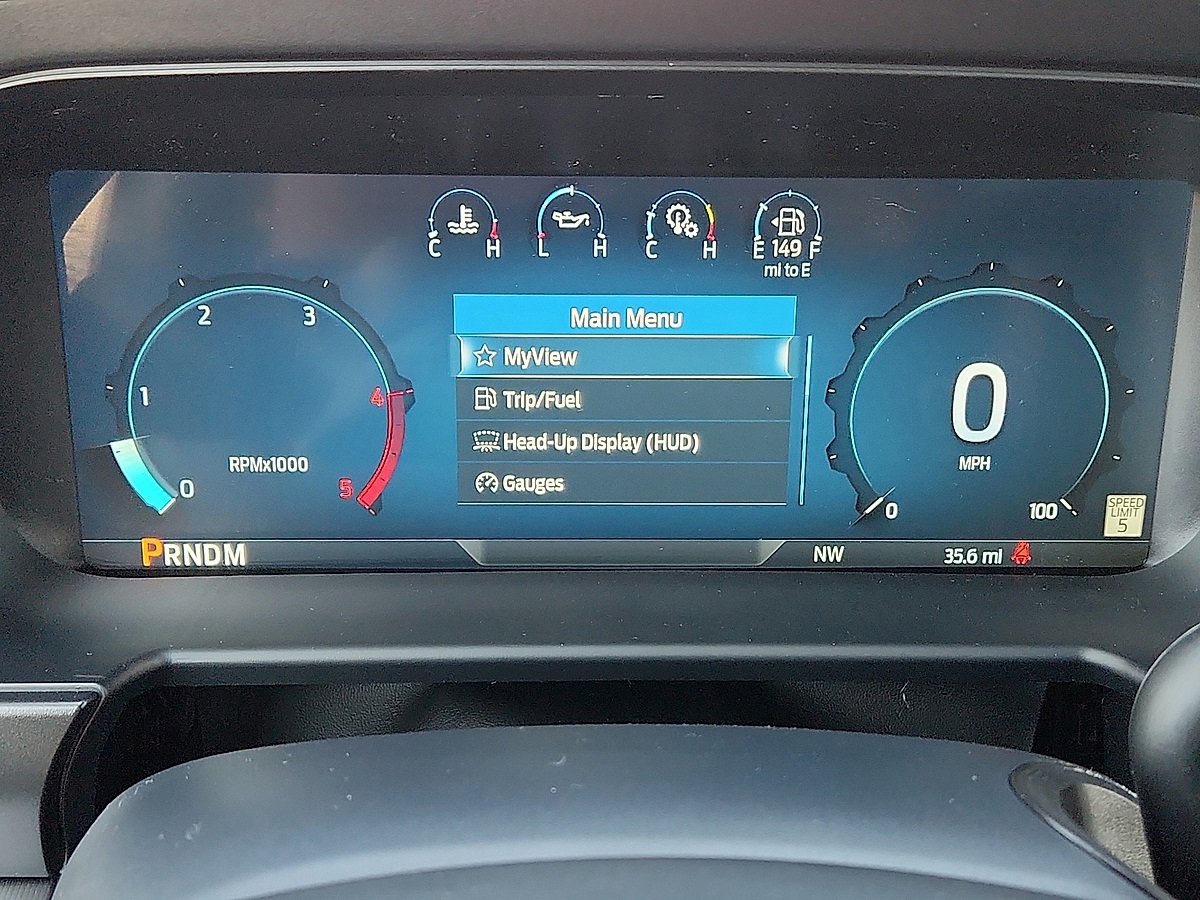 C H
L H
C H
E 149 F
mi to E
Main Menu
MyView
Trip/Fuel
Head-Up Display (HUD)
Gauges
0
1
2
3
4
5
RPMx1000
0
MPH
0
100
SPEED
LIMIT
5
PRNDM
NW
35.6 mi